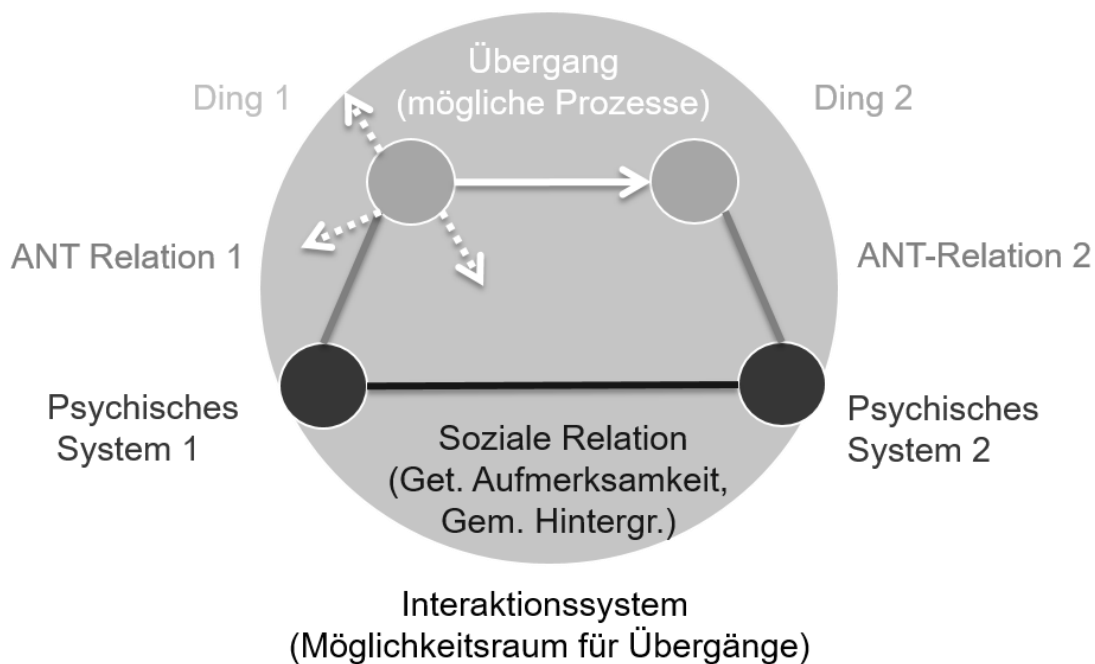 Übergang
(mögliche Prozesse)
Ding 1
Ding 2
ANT Relation 1
ANT-Relation 2
Psychisches
System 1
Psychisches
System 2
Soziale Relation
(Get. Aufmerksamkeit,
Gem. Hintergr.)
Interaktionssystem
(Möglichkeitsraum für Übergänge)